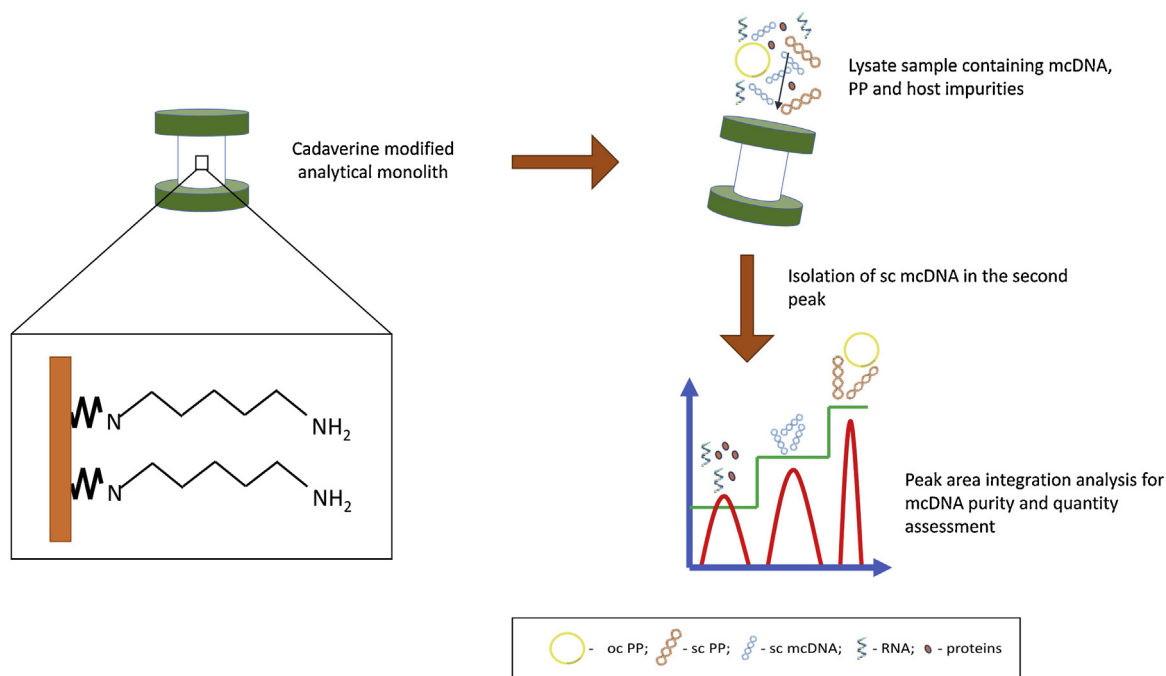 Lysate sample containing mcDNA,
PP and host impurities
Cadaverine modified
analytical monolith
Isolation of sc mcDNA in the second
peak
N
NH2
N
NH2
Peak area integration analysis for
mcDNA purity and quantity
assessment
- oc PP; - sc PP; - sc mcDNA; - RNA; - proteins